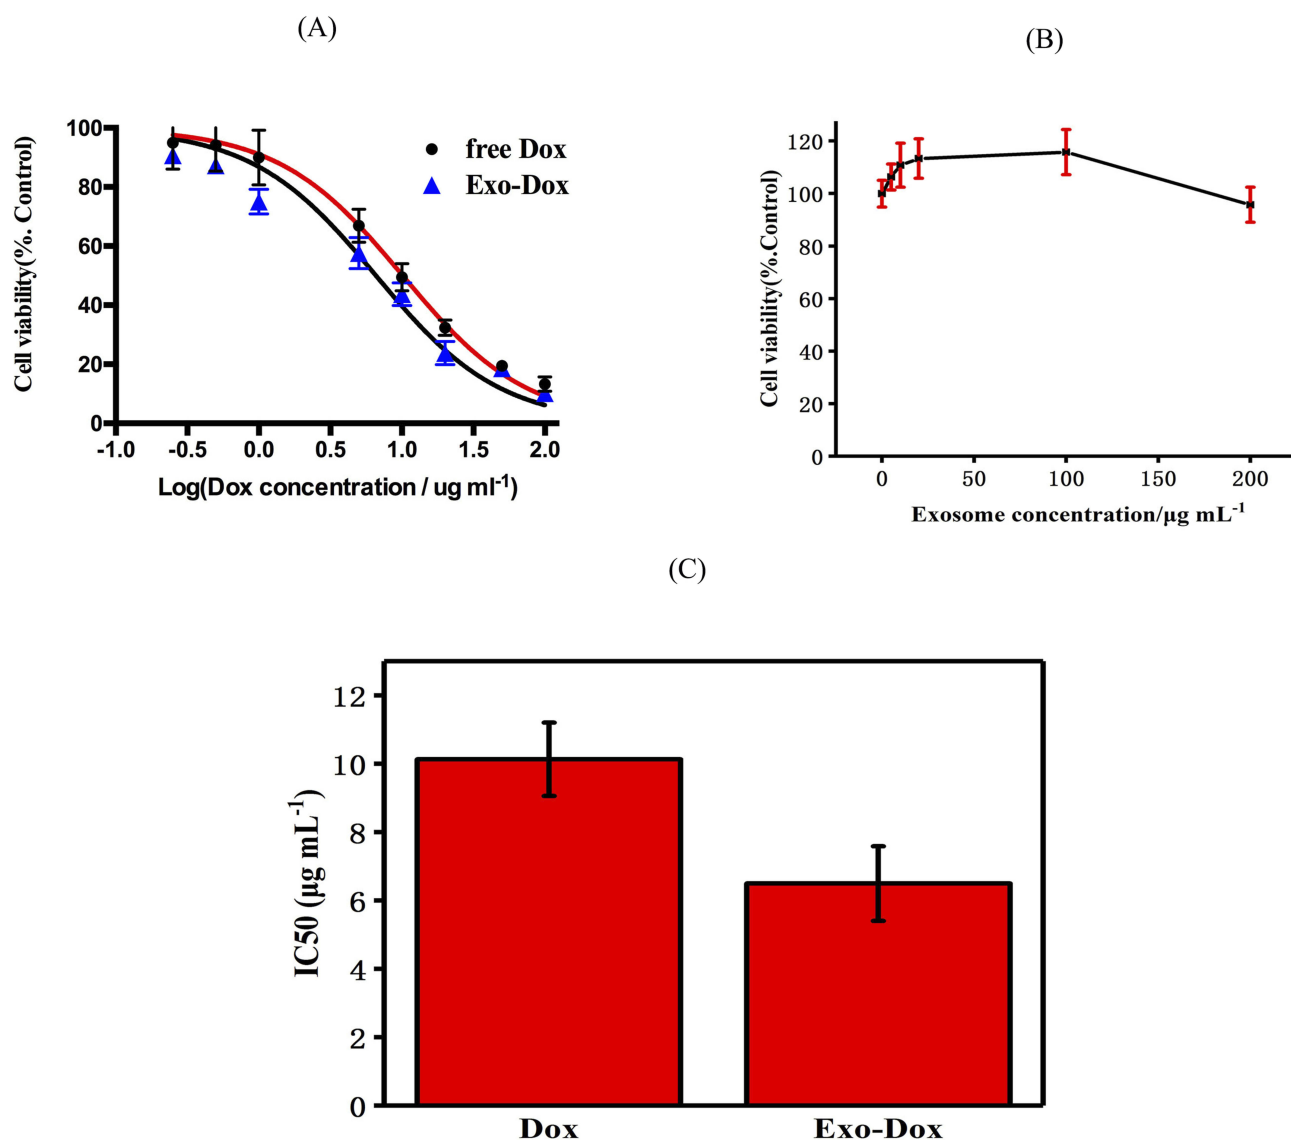 (A)
Cell viability(%. Control)
100
80
60
40
20
0
-1.0 -0.5 0.0 0.5 1.0 1.5 2.0
Log(Dox concentration / ug ml-1)
free Dox
Exo-Dox
(B)
Cell viability(%.Control)
120
100
80
60
40
20
0
0 50 100 150 200
Exosome concentration/µg mL-1
(C)
IC50 (µg mL-1)
12
10
8
6
4
2
0
Dox Exo-Dox